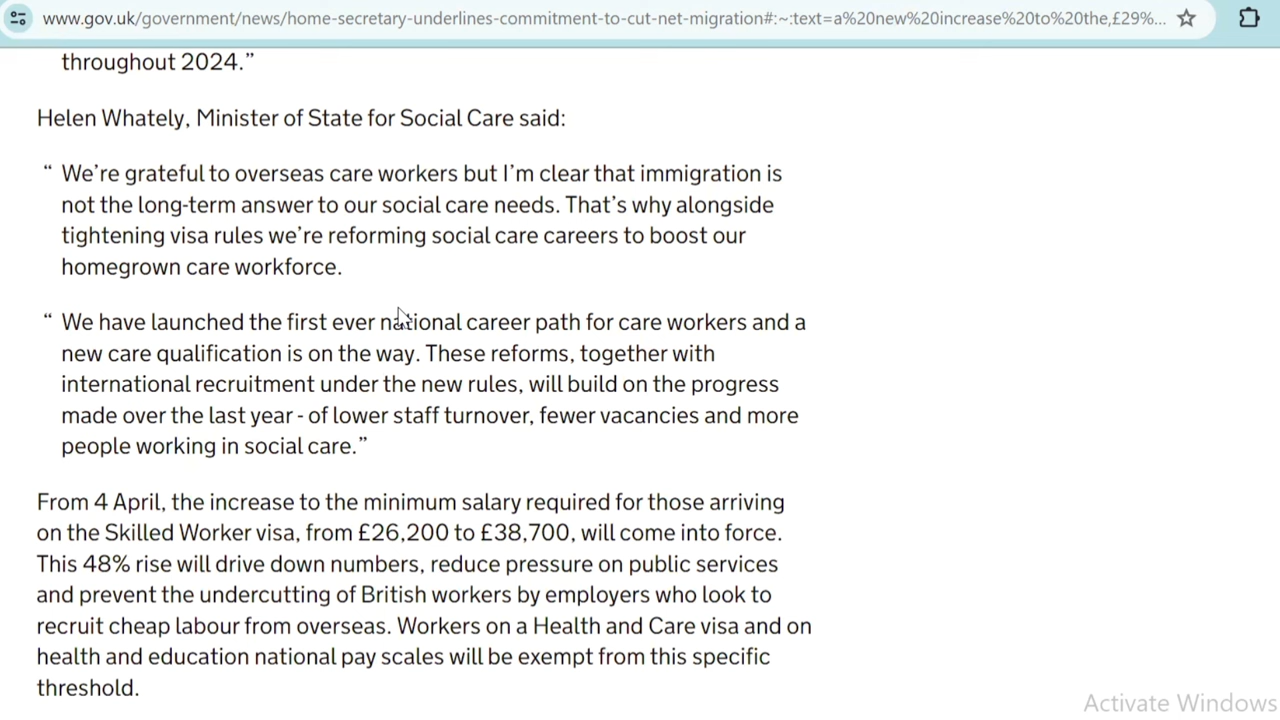 www.gov.uk/government/news/home-secretary-underlines-commitment-to-cut-net-migration#:~:text=a%20new%20increase%20to%20the,£29%...
throughout 2024.”
Helen Whately, Minister of State for Social Care said:
“ We’re grateful to overseas care workers but I’m clear that immigration is
not the long-term answer to our social care needs. That’s why alongside
tightening visa rules we’re reforming social care careers to boost our
homegrown care workforce.
“ We have launched the first ever national career path for care workers and a
new care qualification is on the way. These reforms, together with
international recruitment under the new rules, will build on the progress
made over the last year - of lower staff turnover, fewer vacancies and more
people working in social care.”
From 4 April, the increase to the minimum salary required for those arriving
on the Skilled Worker visa, from £26,200 to £38,700, will come into force.
This 48% rise will drive down numbers, reduce pressure on public services
and prevent the undercutting of British workers by employers who look to
recruit cheap labour from overseas. Workers on a Health and Care visa and on
health and education national pay scales will be exempt from this specific
threshold.
Activate Windows